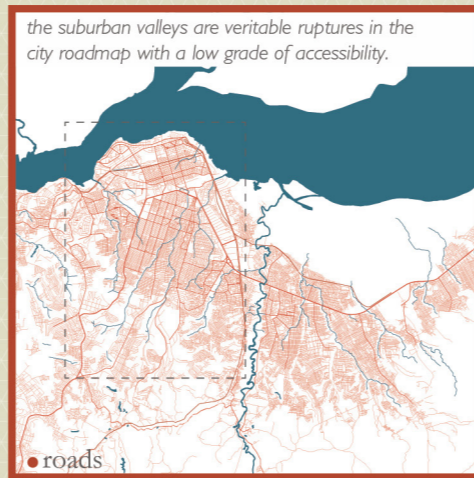 the suburban valleys are veritable ruptures in the
city roadmap with a low grade of accessibility.
roads